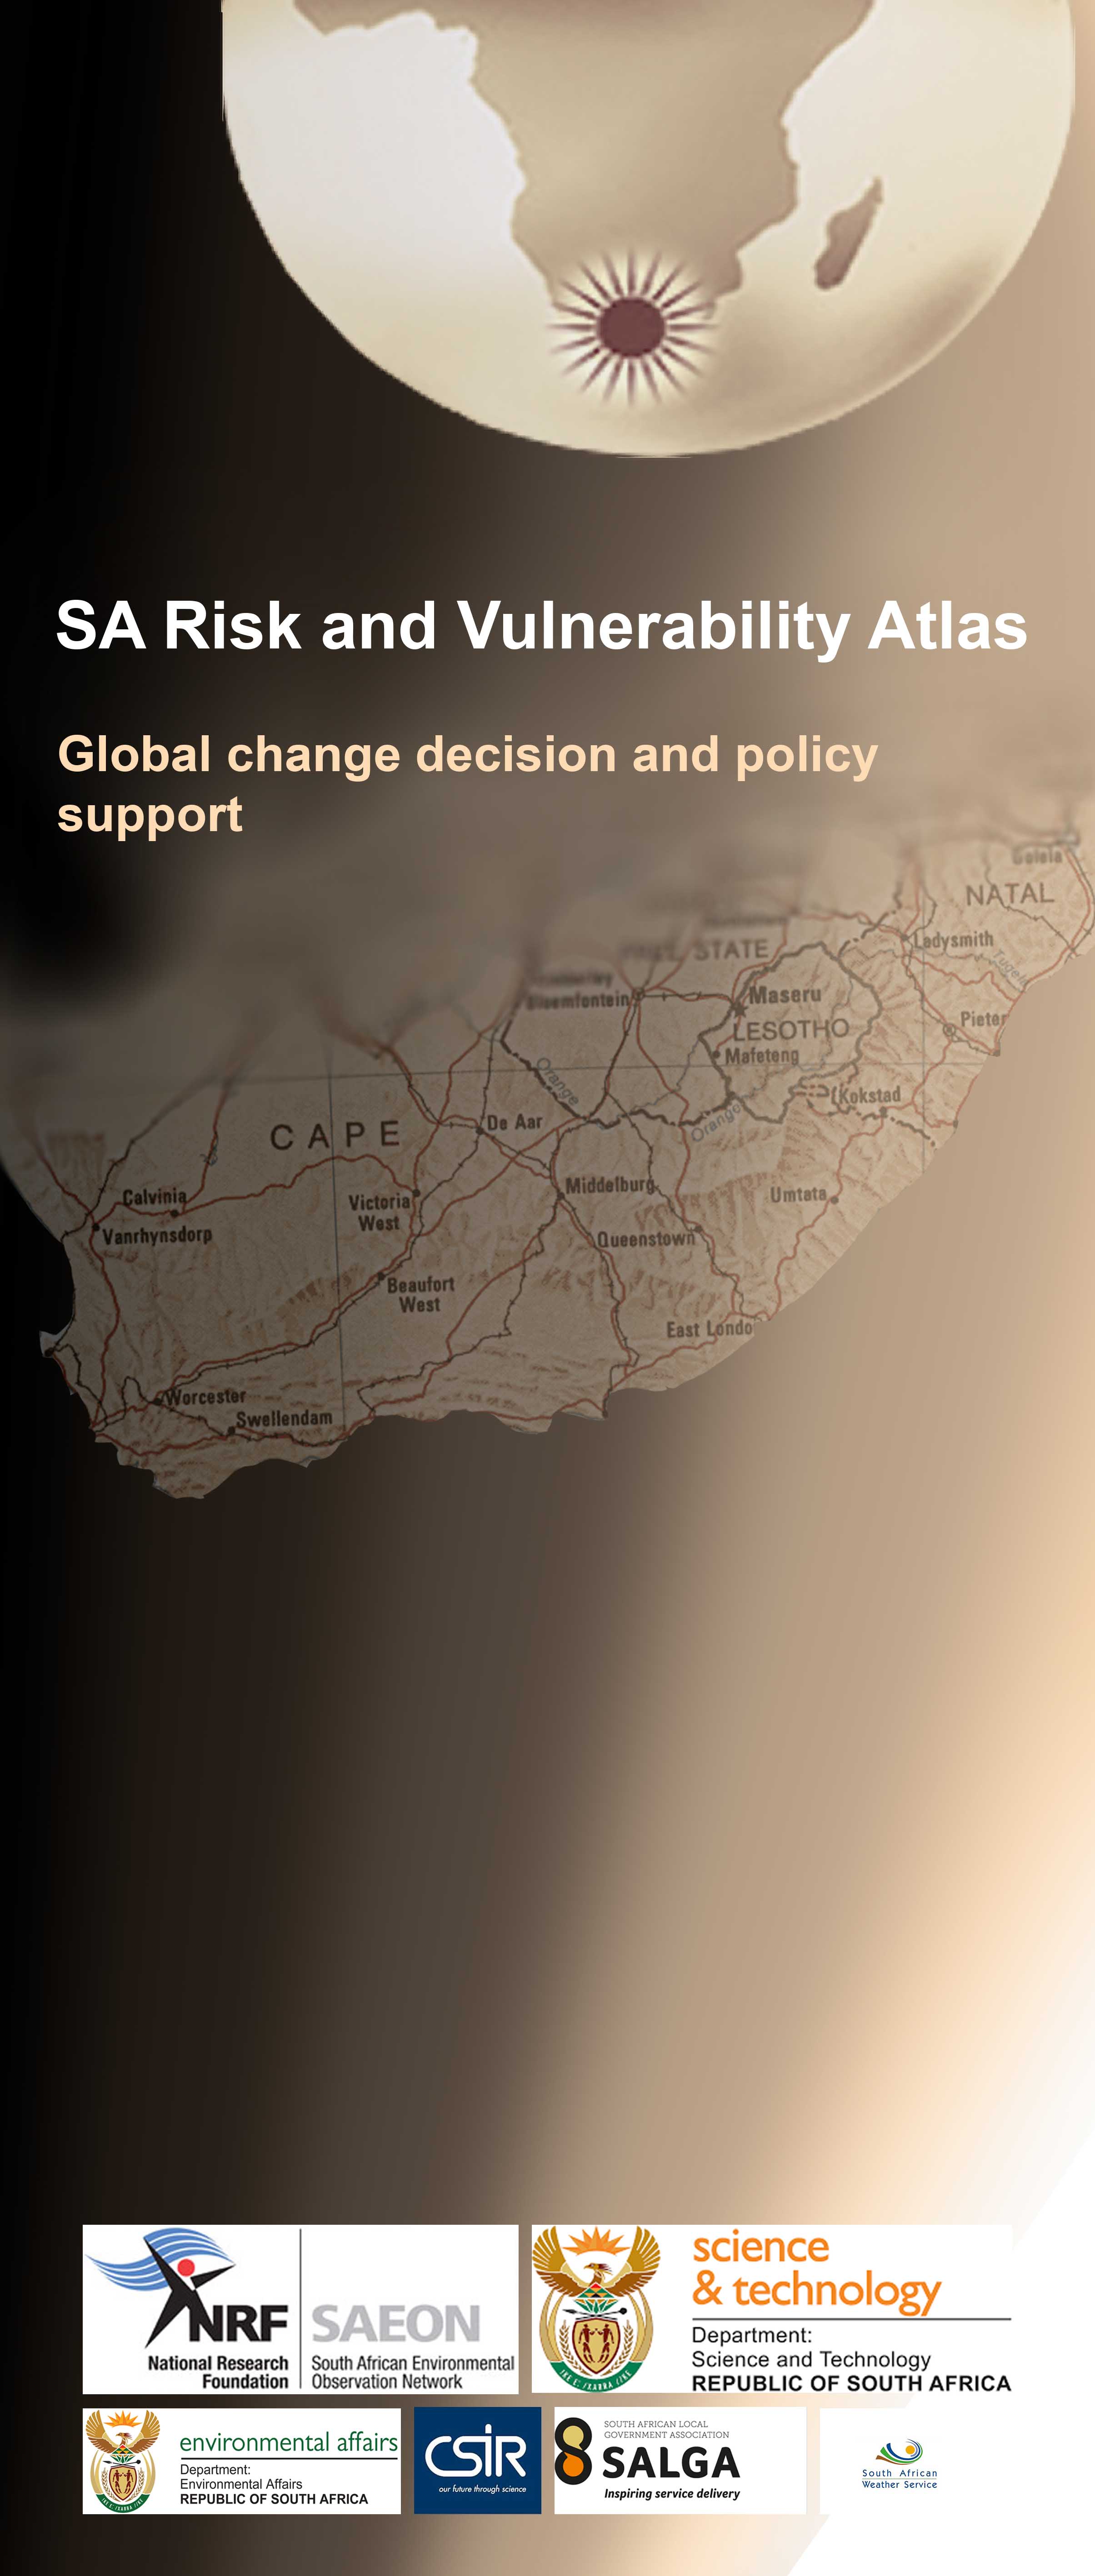 SA Risk and Vulnerability Atlas
Global change decision and policy
support
NATAL
STATE
Ladysmith
Tugela
Bloemfontein
Maseru
LESOTHO
Pieter
Mafeteng
Orange
Kokstad
Orange
CAPE
De Aar
Calvinia
Middelburg
Umtata
Victoria
West
Vanrhynsdorp
Queenstown
Beaufort
West
East Londo
Worcester
Swellendam
NRF
National Research
Foundation
SAEON
South African Environmental
Observation Network
science
& technology
Department:
Science and Technology
REPUBLIC OF SOUTH AFRICA
environmental affairs
Department:
Environmental Affairs
REPUBLIC OF SOUTH AFRICA
CSIR
our future through science
SOUTH AFRICAN LOCAL
GOVERNMENT ASSOCIATION
SALGA
Inspiring service delivery
South African
Weather Service